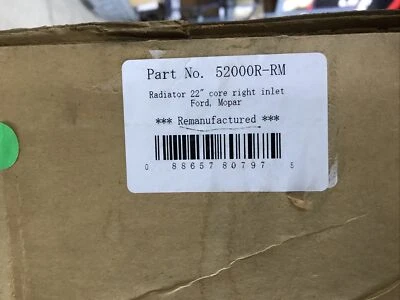 Part No. 52000R-RM
Radiator 22" core right inlet
Ford, Mopar
*** Remanufactured ***
0 88657 80797 5